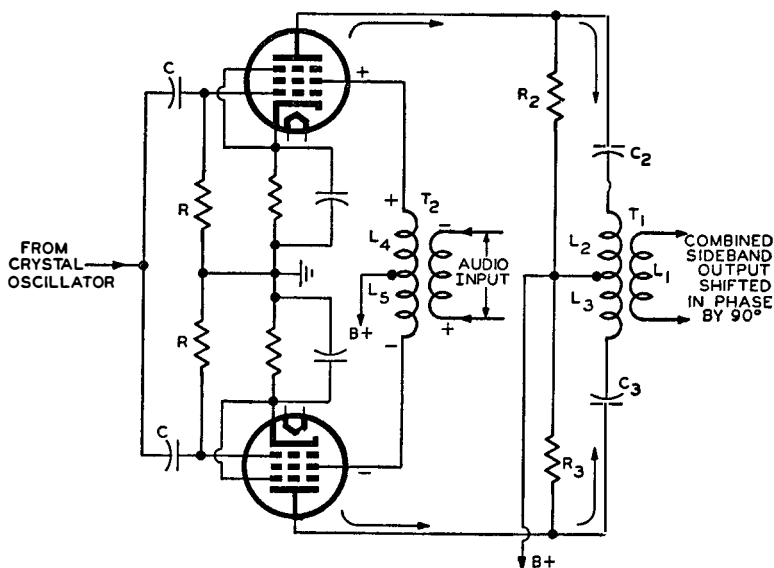 C
+
R2
C2
R
+
T2
L4
-
T1
L2
FROM
CRYSTAL
OSCILLATOR
AUDIO
INPUT
L1
COMBINED
SIDEBAND
OUTPUT
SHIFTED
IN PHASE
BY 90°
L5
B+
L3
+
-
R
C3
C
-
R3
B+